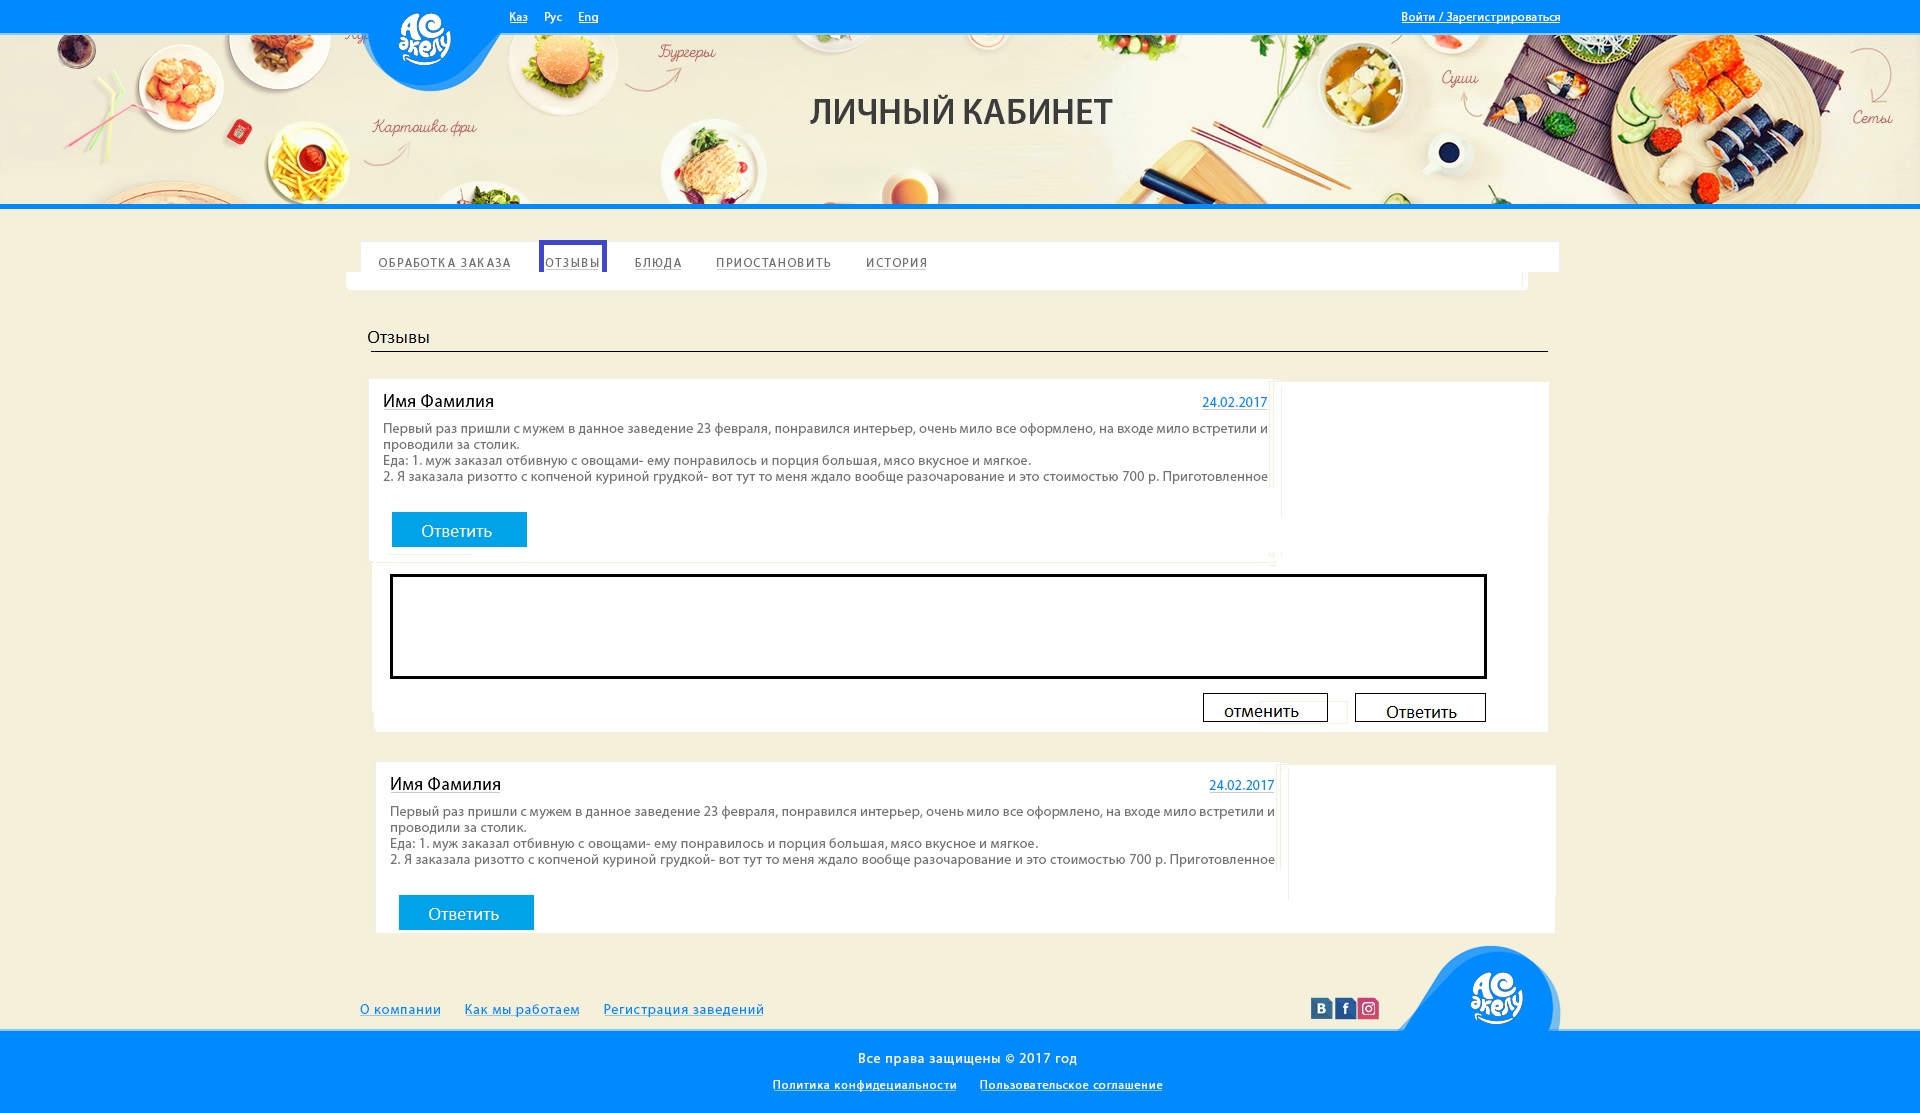 Каз Рус Eng
Войти / Зарегистрироваться
Ас
акелу
Бургеры
Картошка фри
Суши
Сеты
ЛИЧНЫЙ КАБИНЕТ
ОБРАБОТКА ЗАКАЗА ОТЗЫВЫ БЛЮДА ПРИОСТАНОВИТЬ ИСТОРИЯ
Отзывы
Имя Фамилия 24.02.2017
Первый раз пришли с мужем в данное заведение 23 февраля, понравился интерьер, очень мило все оформлено, на входе мило встретили и
проводили за столик.
Еда: 1. муж заказал отбивную с овощами- ему понравилось и порция большая, мясо вкусное и мягкое.
2. Я заказала ризотто с копченой куриной грудкой- вот тут то меня ждало вообще разочарование и это стоимостью 700 р. Приготовленное
Ответить
отменить Ответить
Имя Фамилия 24.02.2017
Первый раз пришли с мужем в данное заведение 23 февраля, понравился интерьер, очень мило все оформлено, на входе мило встретили и
проводили за столик.
Еда: 1. муж заказал отбивную с овощами- ему понравилось и порция большая, мясо вкусное и мягкое.
2. Я заказала ризотто с копченой куриной грудкой- вот тут то меня ждало вообще разочарование и это стоимостью 700 р. Приготовленное
Ответить
О компании Как мы работаем Регистрация заведений
Ас
акелу
Все права защищены © 2017 год
Политика конфидециальности Пользовательское соглашение